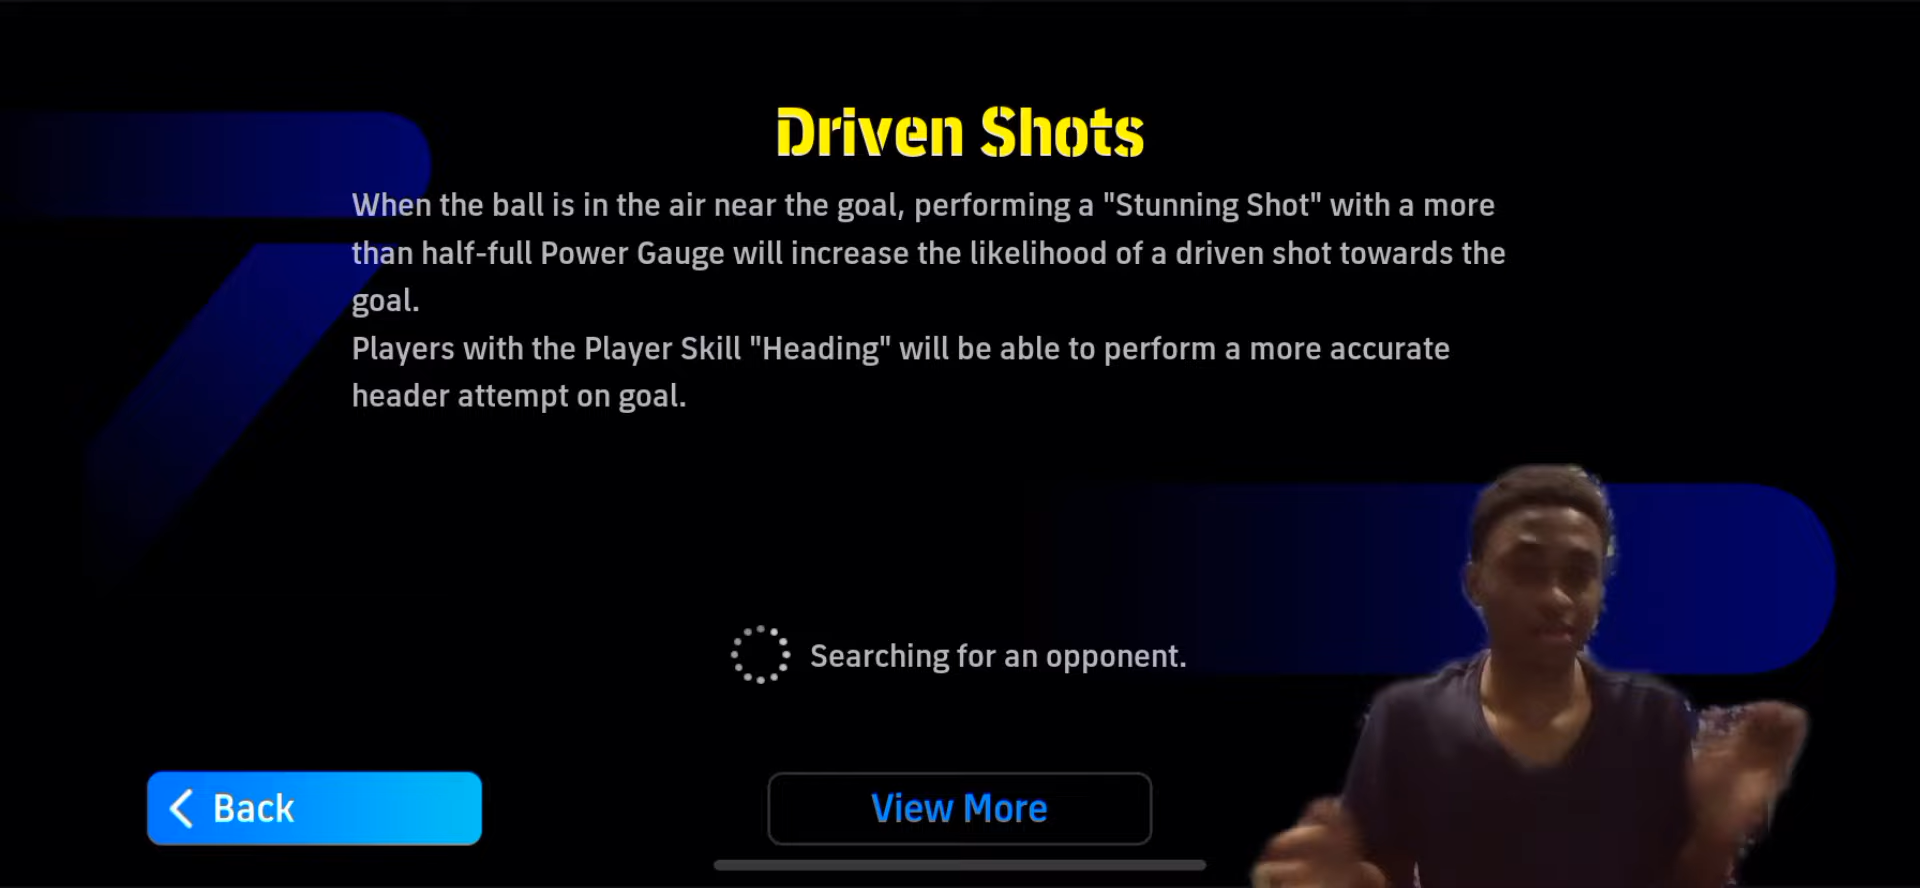 Driven Shots
When the ball is in the air near the goal, performing a "Stunning Shot" with a more
than half-full Power Gauge will increase the likelihood of a driven shot towards the
goal.
Players with the Player Skill "Heading" will be able to perform a more accurate
header attempt on goal.
Searching for an opponent.
Back
View More